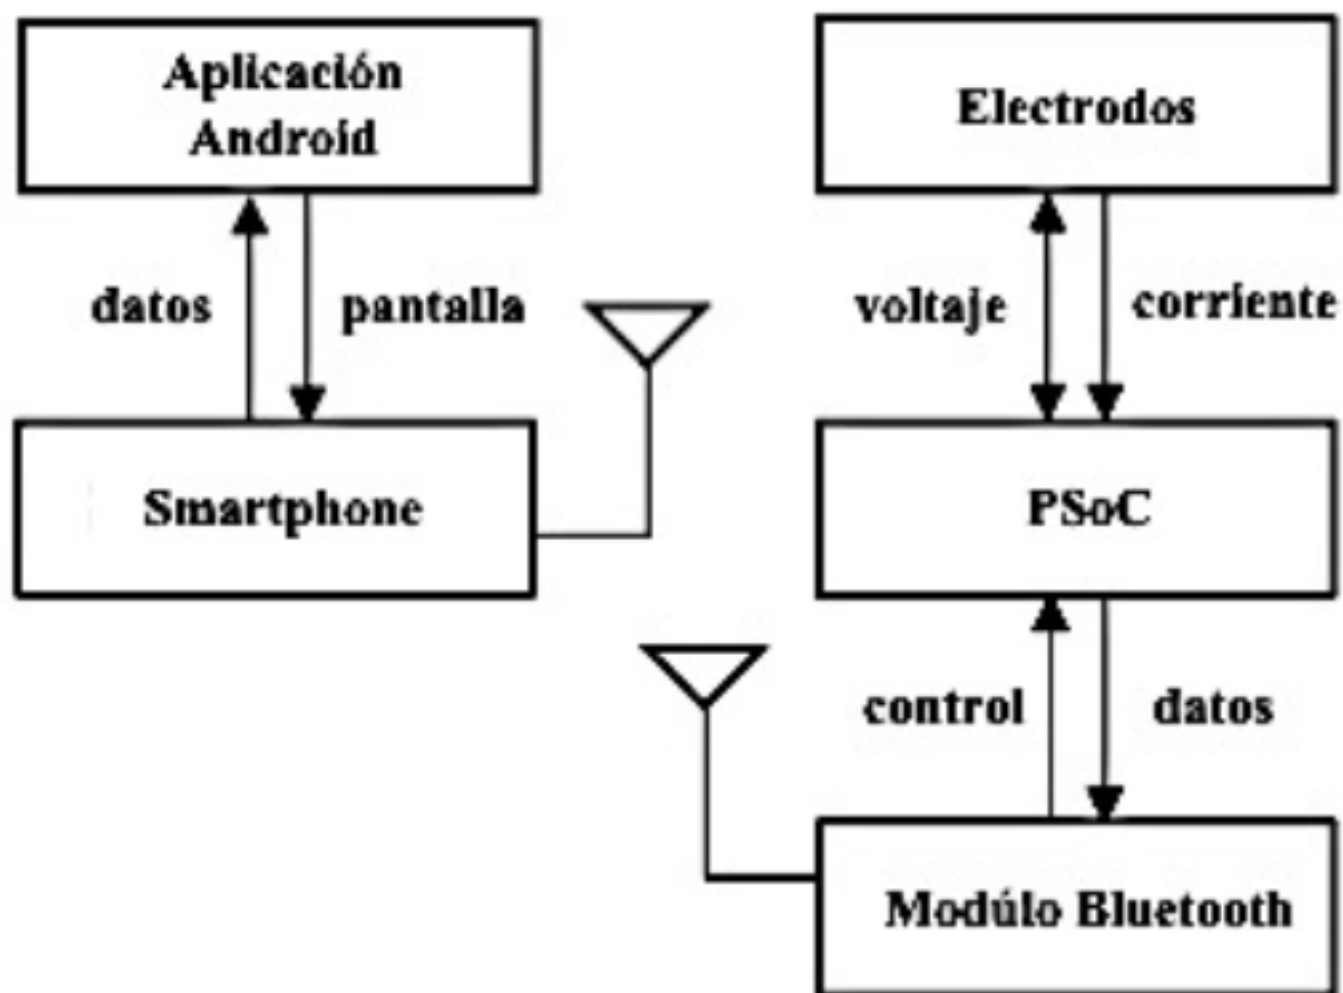 Aplicación
Android
Electrodos
datos
pantalla
voltaje
corriente
Smartphone
PSoC
control
datos
Modúlo Bluetooth